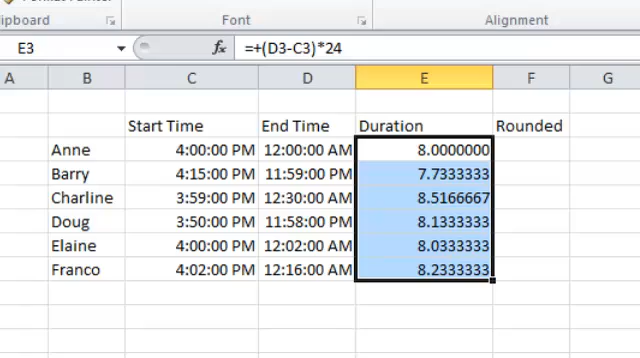 lipboard Font Alignment
E3 fx =+(D3-C3)*24
A B C D E F G
Start Time End Time Duration Rounded
Anne 4:00:00 PM 12:00:00 AM 8.0000000
Barry 4:15:00 PM 11:59:00 PM 7.7333333
Charline 3:59:00 PM 12:30:00 AM 8.5166667
Doug 3:50:00 PM 11:58:00 PM 8.1333333
Elaine 4:00:00 PM 12:02:00 AM 8.0333333
Franco 4:02:00 PM 12:16:00 AM 8.2333333